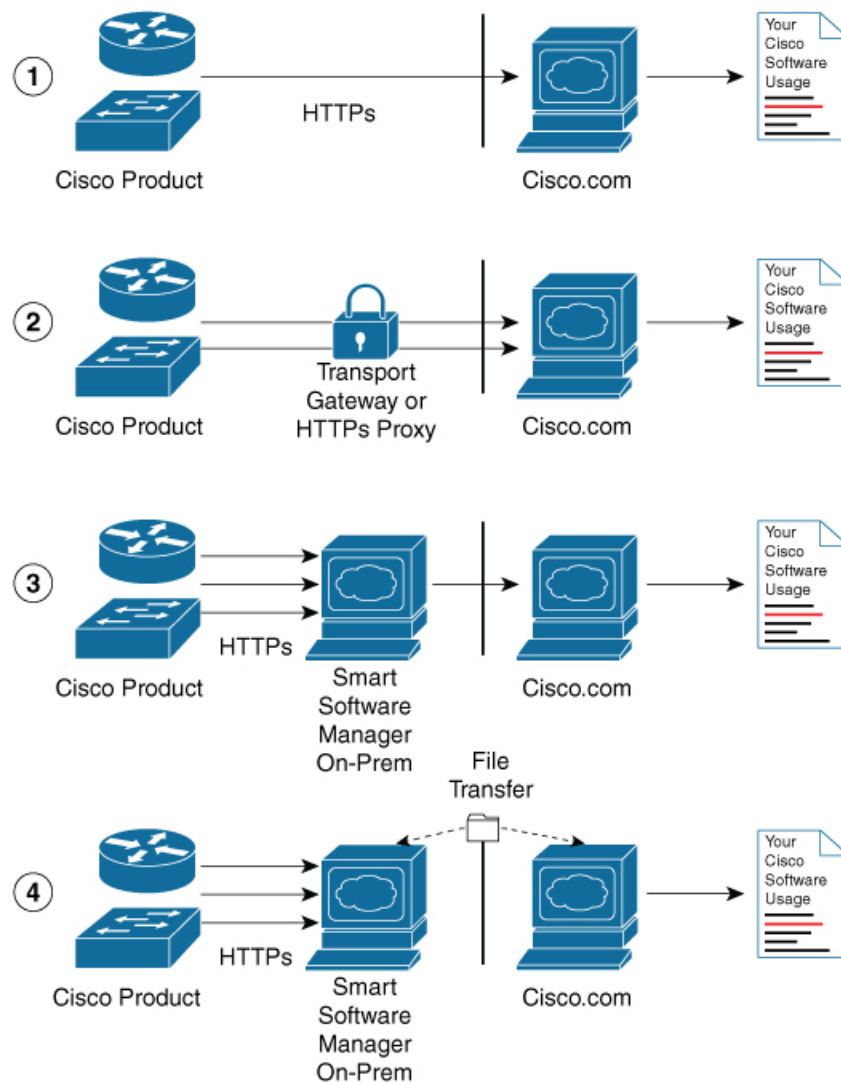 1
HTTPs
Cisco Product
Cisco.com
Your
Cisco
Software
Usage
2
Transport
Gateway or
HTTPs Proxy
Cisco Product
Cisco.com
Your
Cisco
Software
Usage
3
HTTPs
Cisco Product
Smart
Software
Manager
On-Prem
Cisco.com
Your
Cisco
Software
Usage
File
Transfer
4
HTTPs
Cisco Product
Smart
Software
Manager
On-Prem
Cisco.com
Your
Cisco
Software
Usage